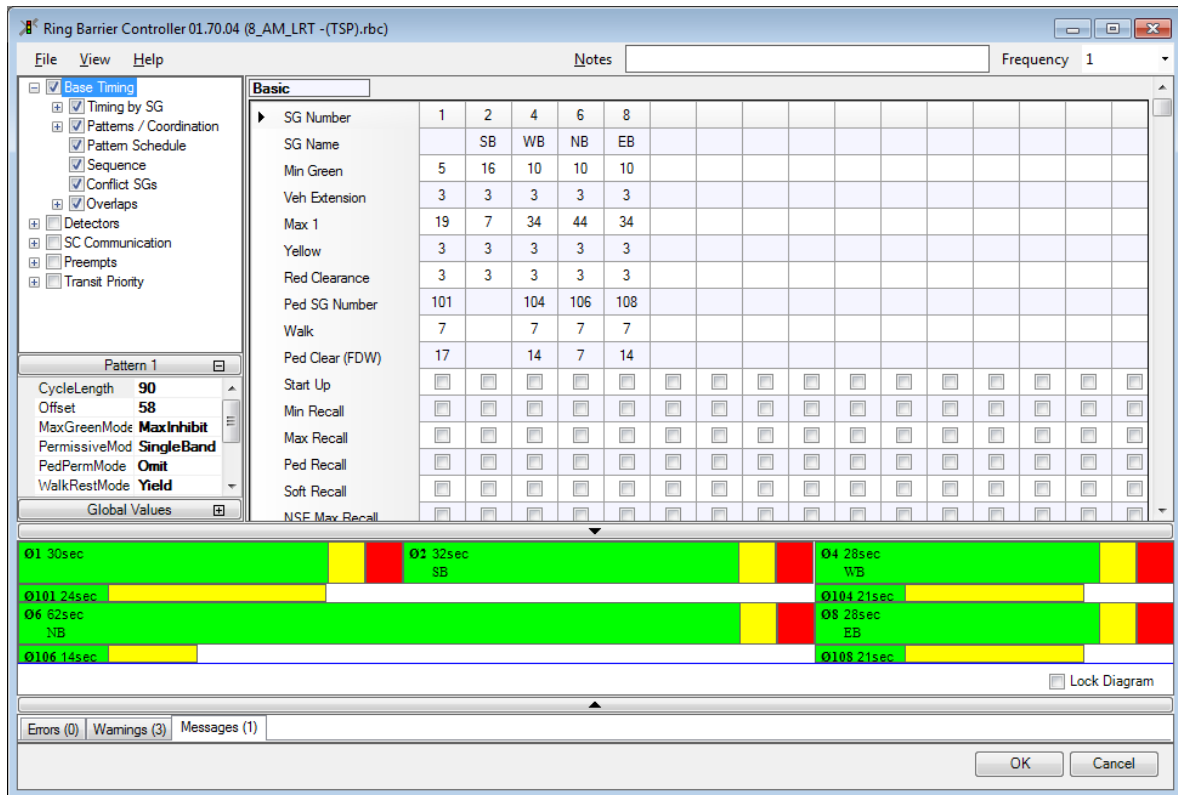 Ring Barrier Controller 01.70.04 (8_AM_LRT -(TSP).rbc)
File View Help Notes Frequency 1
Base Timing
Timing by SG
Patterns / Coordination
Pattern Schedule
Sequence
Conflict SGs
Overlaps
Detectors
SC Communication
Preempts
Transit Priority
Pattern 1
CycleLength 90
Offset 58
MaxGreenMode MaxInhibit
PermissiveMod SingleBand
PedPermMode Omit
WalkRestMode Yield
Global Values
Basic
SG Number 1 2 4 6 8
SG Name SB WB NB EB
Min Green 5 16 10 10 10
Veh Extension 3 3 3 3 3
Max 1 19 7 34 44 34
Yellow 3 3 3 3 3
Red Clearance 3 3 3 3 3
Ped SG Number 101 104 106 108
Walk 7 7 7 7
Ped Clear (FDW) 17 14 7 14
Start Up
Min Recall
Max Recall
Ped Recall
Soft Recall
NSE Max Recall
Ø1 30sec Ø2 32sec Ø4 28sec
SB WB
Ø101 24sec Ø104 21sec
Ø6 62sec Ø8 28sec
NB EB
Ø106 14sec Ø108 21sec
Lock Diagram
Errors (0) Warnings (3) Messages (1)
OK Cancel